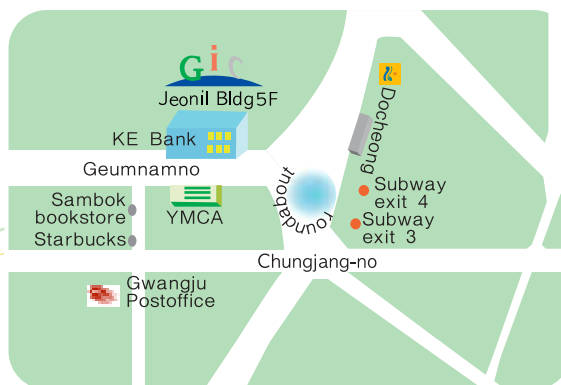 Gic
Jeonil Bldg5F
KE Bank
Geumnamno
Sambok
bookstore
Starbucks
YMCA
roundabout
Docheong
Subway
exit 4
Subway
exit 3
Chungjang-no
Gwangju
Postoffice